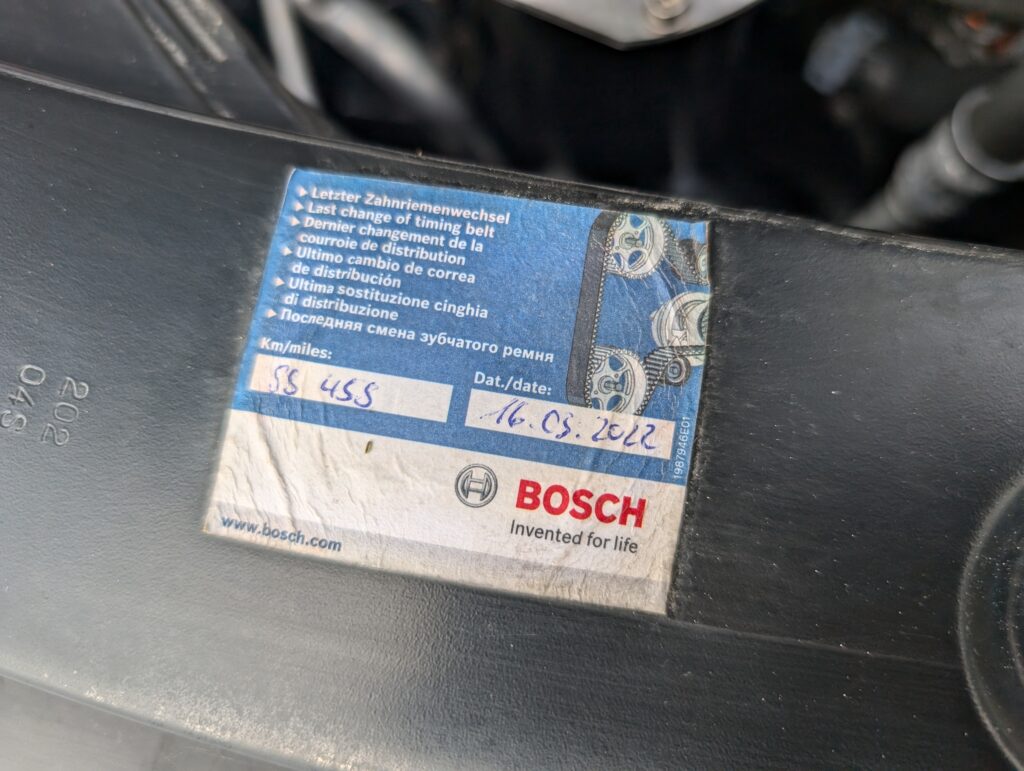 ▸ Letzter Zahnriemenwechsel
▸ Last change of timing belt
▸ Dernier changement de la
courroie de distribution
▸ Ultimo cambio de correa
de distribución
▸ Ultima sostituzione cinghia
di distribuzione
▸ Последняя смена зубчатого ремня
Km/miles:
55 455
Dat./date:
16.03.2022
1987946E01
BOSCH
Invented for life
www.bosch.com
202
04S